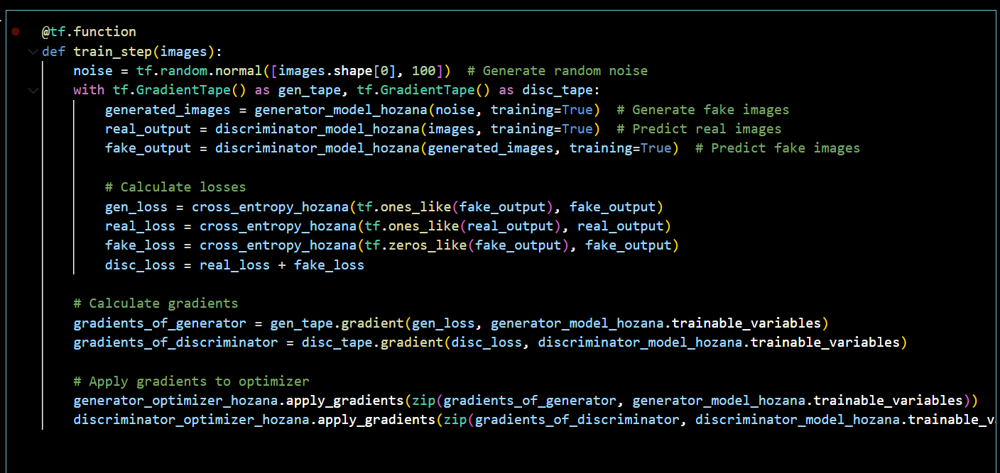 @tf.function
def train_step(images):
    noise = tf.random.normal([images.shape[0], 100])  # Generate random noise
    with tf.GradientTape() as gen_tape, tf.GradientTape() as disc_tape:
        generated_images = generator_model_hozana(noise, training=True)  # Generate fake images
        real_output = discriminator_model_hozana(images, training=True)  # Predict real images
        fake_output = discriminator_model_hozana(generated_images, training=True)  # Predict fake images

        # Calculate losses
        gen_loss = cross_entropy_hozana(tf.ones_like(fake_output), fake_output)
        real_loss = cross_entropy_hozana(tf.ones_like(real_output), real_output)
        fake_loss = cross_entropy_hozana(tf.zeros_like(fake_output), fake_output)
        disc_loss = real_loss + fake_loss

    # Calculate gradients
    gradients_of_generator = gen_tape.gradient(gen_loss, generator_model_hozana.trainable_variables)
    gradients_of_discriminator = disc_tape.gradient(disc_loss, discriminator_model_hozana.trainable_variables)

    # Apply gradients to optimizer
    generator_optimizer_hozana.apply_gradients(zip(gradients_of_generator, generator_model_hozana.trainable_variables))
    discriminator_optimizer_hozana.apply_gradients(zip(gradients_of_discriminator, discriminator_model_hozana.trainable_v